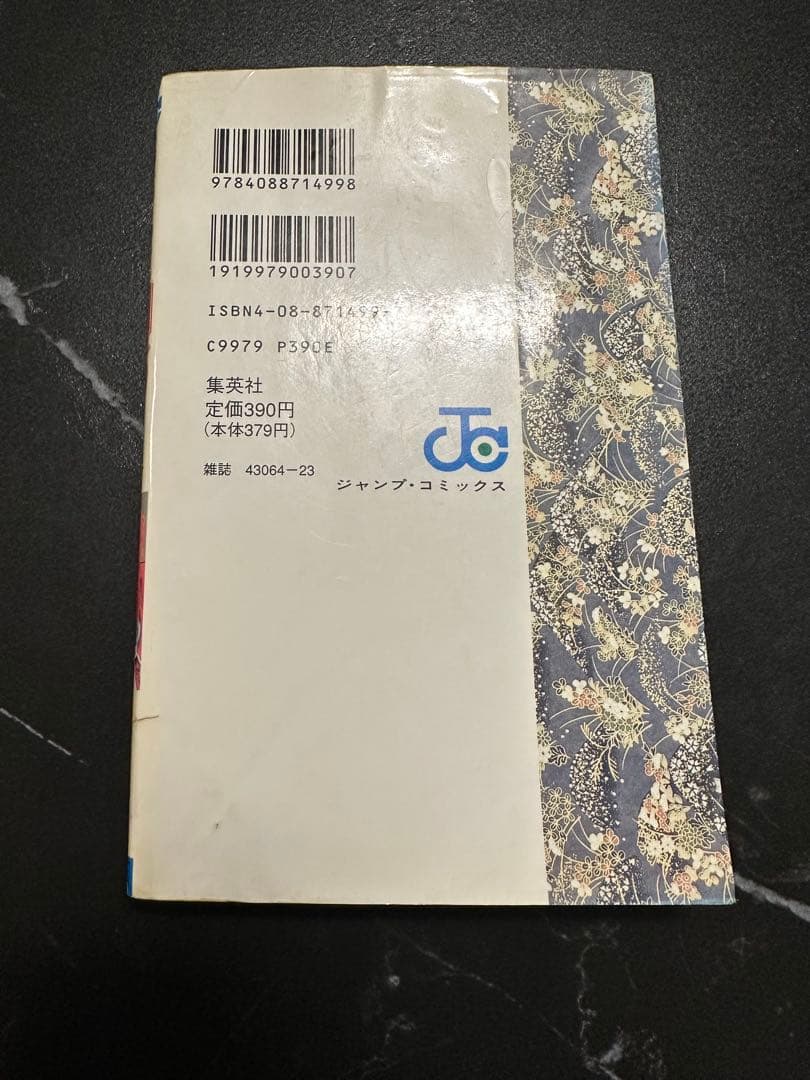 9784088714998
1919979003907
ISBN4-08-871499-
C9979 P390E
集英社
定価390円
(本体379円)
雑誌 43064-23
ジャンプ・コミックス